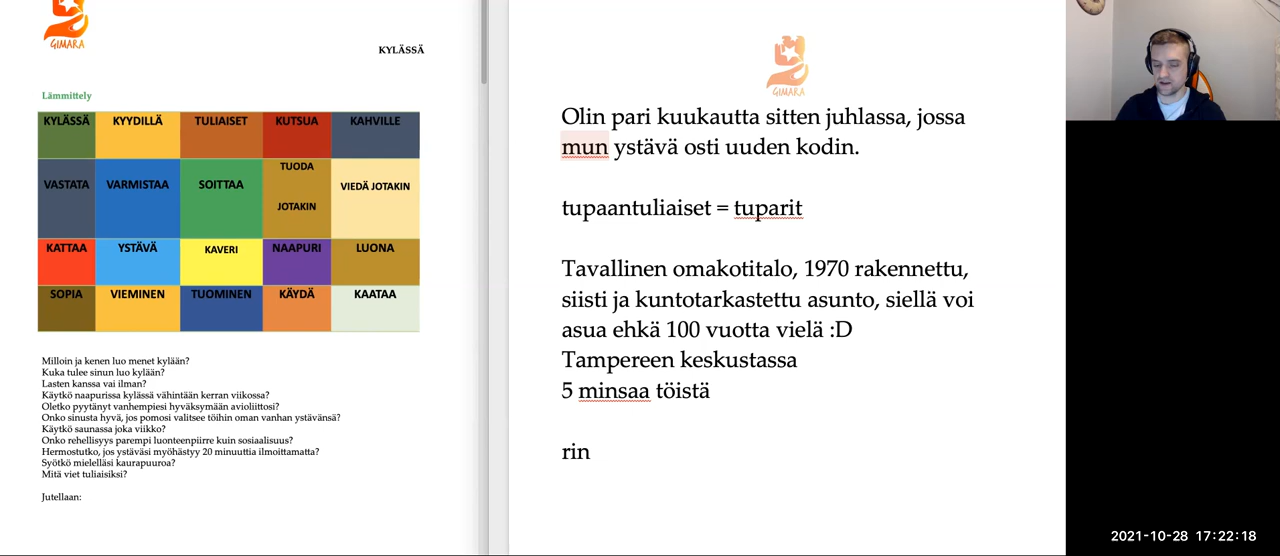 GIMARA
KYLÄSSÄ
Lämmittely
KYLÄSSÄ KYYDILLÄ TULIAISET KUTSUA KAHVILLE
VASTATA VARMISTAA SOITTAA TUODA JOTAKIN VIEDÄ JOTAKIN
KATTAA YSTÄVÄ KAVERI NAAPURI LUONA
SOPIA VIEMINEN TUOMINEN KÄYDÄ KAATAA
Milloin ja kenen luo menet kylään?
Kuka tulee sinun luo kylään?
Lasten kanssa vai ilman?
Käytkö naapurissa kylässä vähintään kerran viikossa?
Oletko pyytänyt vanhempiesi hyväksymään avioliittosi?
Onko sinusta hyvä, jos pomosi valitsee töihin oman vanhan ystävänsä?
Käytkö saunassa joka viikko?
Onko rehellisyys parempi luonteenpiirre kuin sosiaalisuus?
Hermostutko, jos ystäväsi myöhästyy 20 minuuttia ilmoittamatta?
Syötkö mielelläsi kaurapuuroa?
Mitä viet tuliaisiksi?
Jutellaan:
GIMARA
Olin pari kuukautta sitten juhlassa, jossa
mun ystävä osti uuden kodin.
tupaantuliaiset = tuparit
Tavallinen omakotitalo, 1970 rakennettu,
siisti ja kuntotarkastettu asunto, siellä voi
asua ehkä 100 vuotta vielä :D
Tampereen keskustassa
5 minsaa töistä
rin
2021-10-28 17:22:18